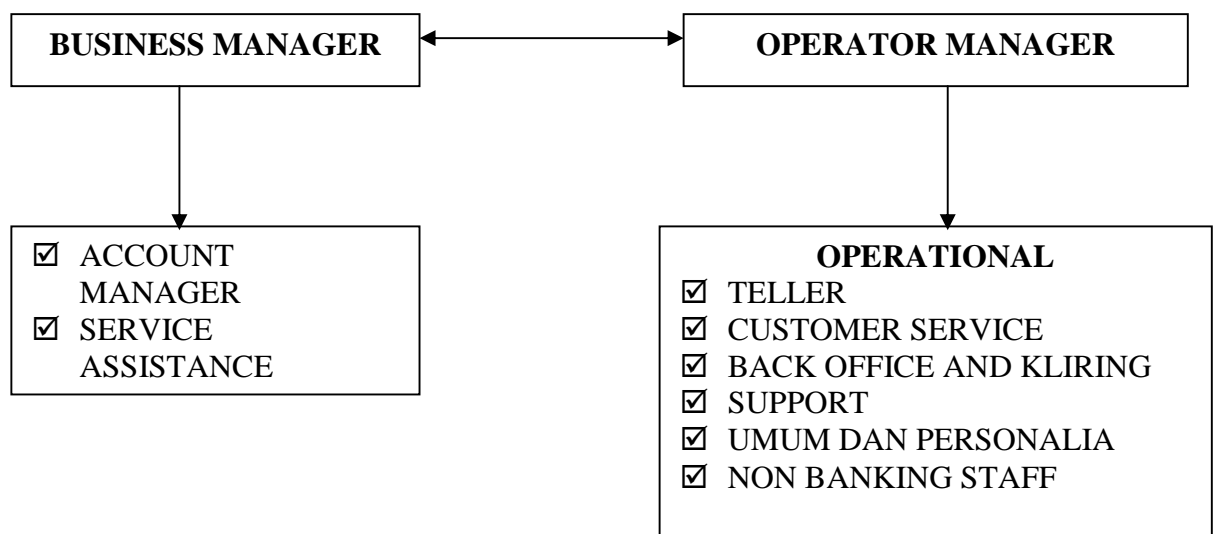 BUSINESS MANAGER
OPERATOR MANAGER
☑ ACCOUNT
MANAGER
☑ SERVICE
ASSISTANCE
OPERATIONAL
☑ TELLER
☑ CUSTOMER SERVICE
☑ BACK OFFICE AND KLIRING
☑ SUPPORT
☑ UMUM DAN PERSONALIA
☑ NON BANKING STAFF